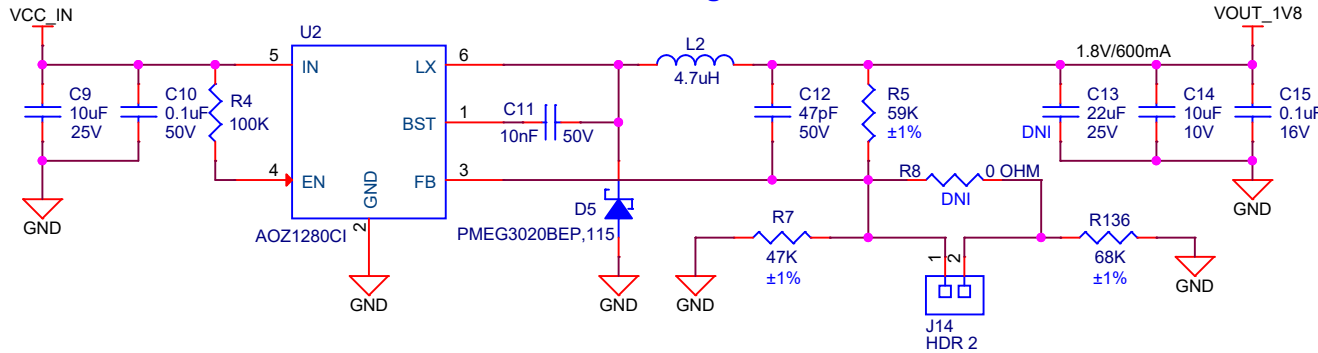 VCC_IN
VOUT_1V8
U2
L2
4.7uH
1.8V/600mA
5
IN
LX
6
C9
10uF
25V
C10
0.1uF
50V
R4
100K
BST
1
C11
10nF
50V
C12
47pF
50V
R5
59K
±1%
C13
22uF
25V
DNI
C14
10uF
10V
C15
0.1uF
16V
4
EN
GND
FB
3
2
R8
0 OHM
DNI
GND
AOZ1280CI
D5
PMEG3020BEP,115
R7
47K
±1%
R136
68K
±1%
GND
GND
GND
GND
GND
GND
1
2
J14
HDR 2